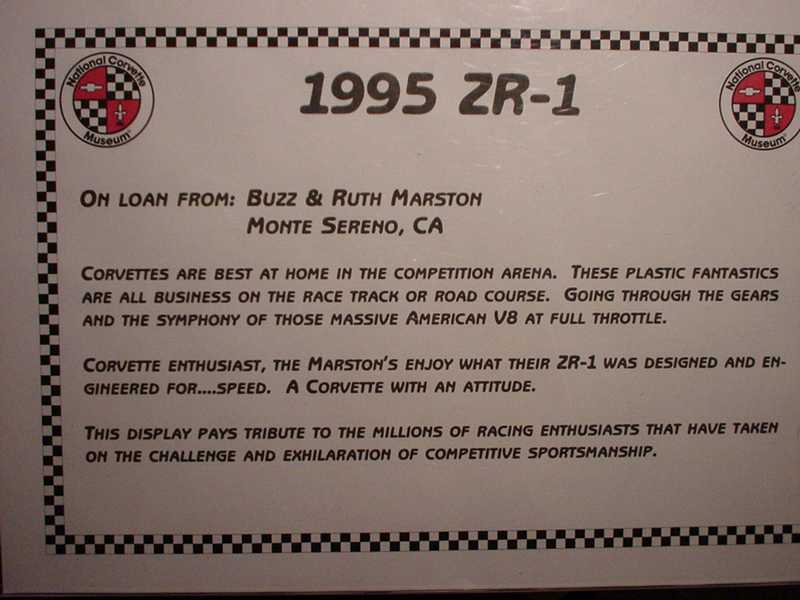 National Corvette Museum®
1995 ZR-1
National Corvette Museum®
ON LOAN FROM: BUZZ & RUTH MARSTON
MONTE SERENO, CA
CORVETTES ARE BEST AT HOME IN THE COMPETITION ARENA. THESE PLASTIC FANTASTICS
ARE ALL BUSINESS ON THE RACE TRACK OR ROAD COURSE. GOING THROUGH THE GEARS
AND THE SYMPHONY OF THOSE MASSIVE AMERICAN V8 AT FULL THROTTLE.
CORVETTE ENTHUSIAST, THE MARSTON'S ENJOY WHAT THEIR ZR-1 WAS DESIGNED AND EN-
GINEERED FOR....SPEED. A CORVETTE WITH AN ATTITUDE.
THIS DISPLAY PAYS TRIBUTE TO THE MILLIONS OF RACING ENTHUSIASTS THAT HAVE TAKEN
ON THE CHALLENGE AND EXHILARATION OF COMPETITIVE SPORTSMANSHIP.